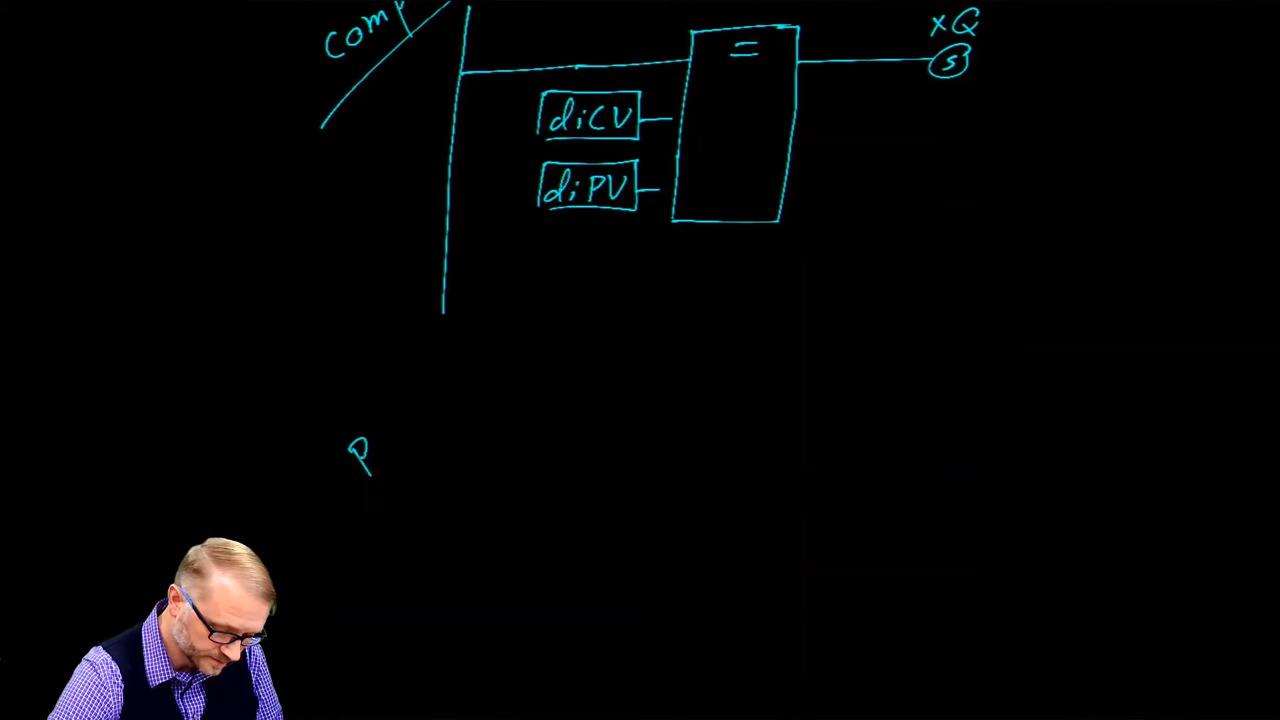 comp
xQ
=
S
diCV
diPV
P